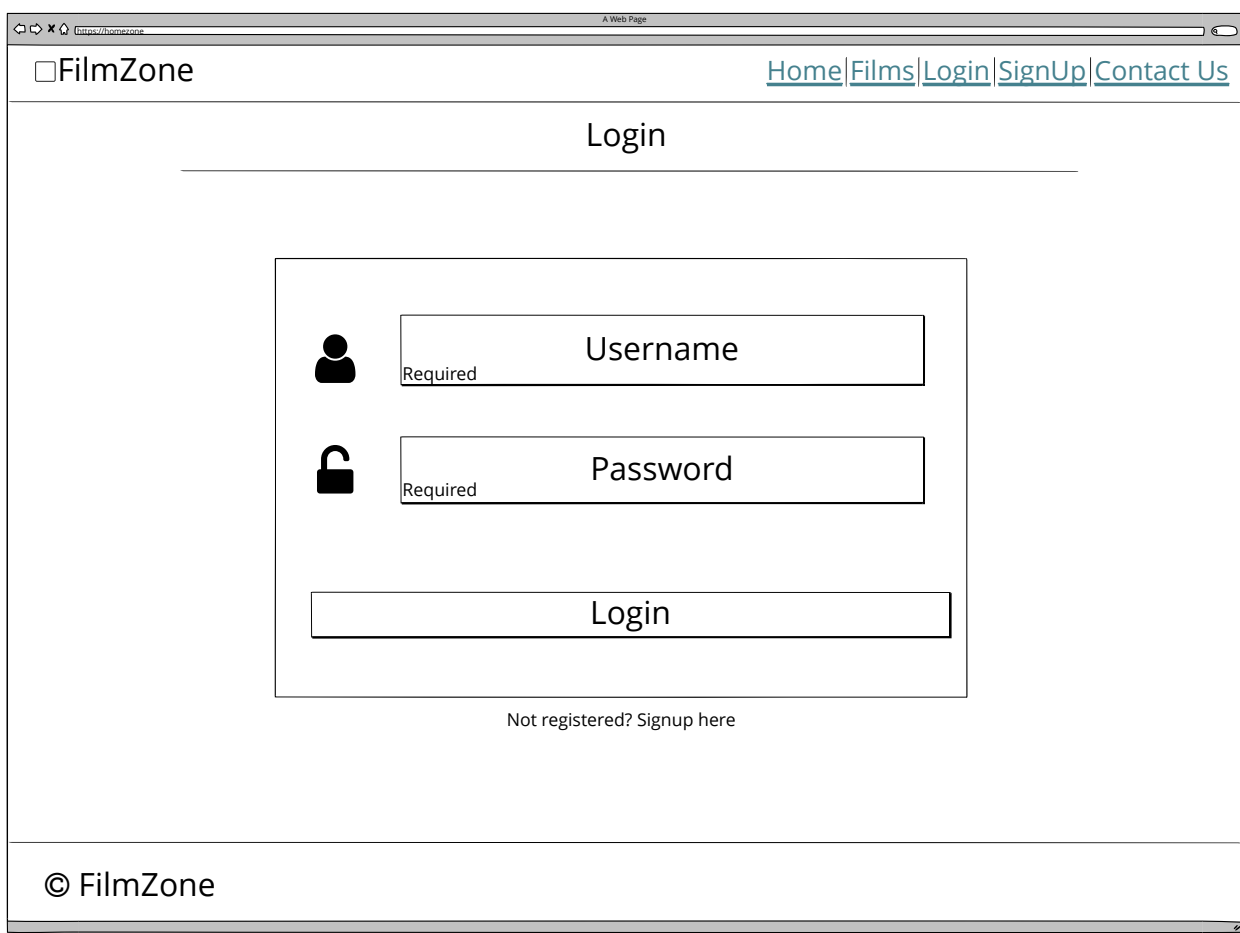 A Web Page
https://homezone
FilmZone
Home|Films|Login|SignUp|Contact Us
Login
Username
Required
Password
Required
Login
Not registered? Signup here
© FilmZone